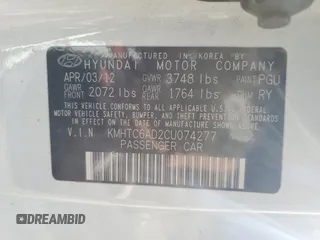 MANUFACTURED IN KOREA BY
HYUNDAI MOTOR COMPANY
APR/03/12 GVWR 3748 lbs PAINT PGU
GAWR FRONT 2072 lbs GAWR REAR 1764 lbs TRIM RY
THIS VEHICLE CONFORMS TO ALL APPLICABLE
U.S. FEDERAL MOTOR VEHICLE
SAFETY, BUMPER, AND THEFT PREVENTION
STANDARDS IN EFFECT ON THE DATE OF
MANUFACTURE SHOWN ABOVE.
V.I.N KMHTC6AD2CU074277
PASSENGER CAR